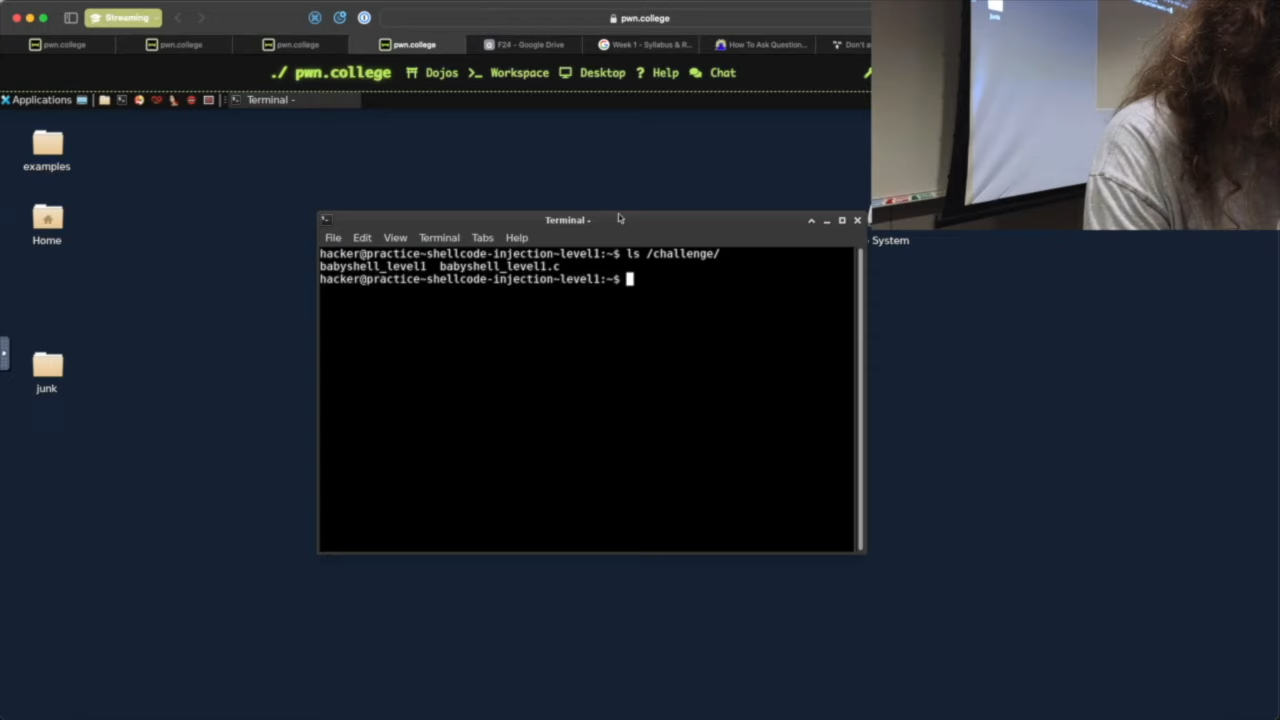 Streaming
pwn.college
pwn.college
pwn.college
pwn.college
pwn.college
F24 - Google Drive
Week 1 - Syllabus & R...
How To Ask Question...
Don't a
./ pwn.college
Dojos
Workspace
Desktop
Help
Chat
Applications
Terminal -
examples
Home
junk
System
Terminal -
File Edit View Terminal Tabs Help
hacker@practice~shellcode-injection~level1:~$ ls /challenge/
babyshell_level1 babyshell_level1.c
hacker@practice~shellcode-injection~level1:~$